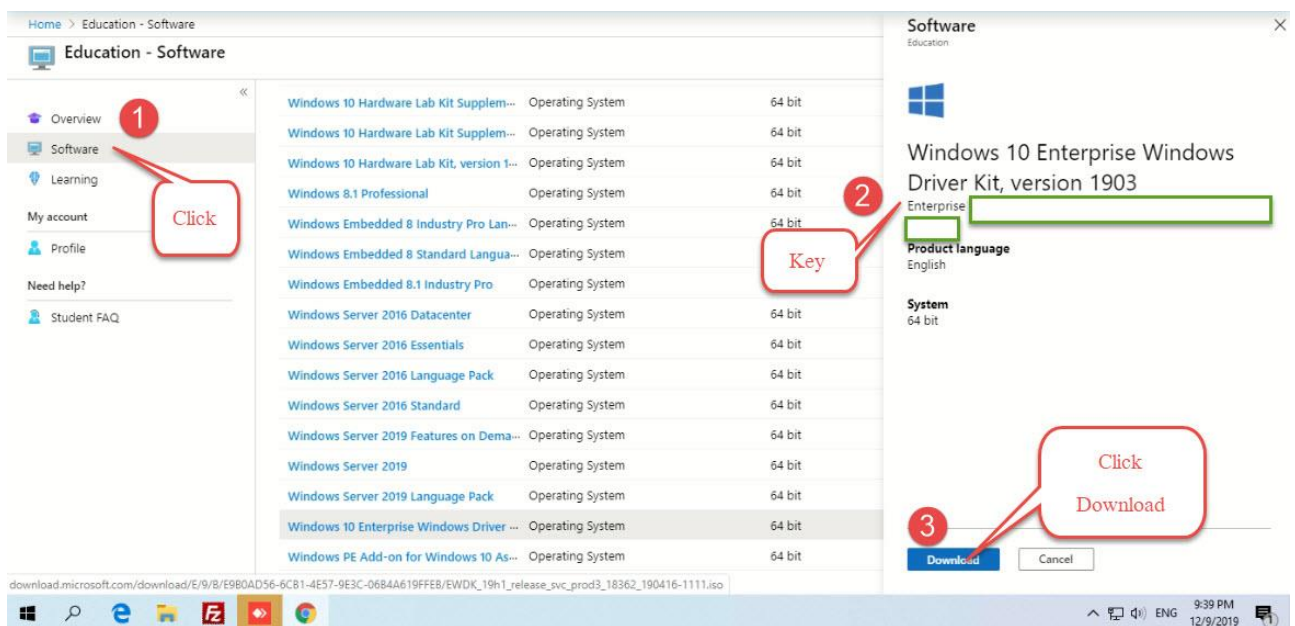 Home > Education - Software
Education - Software
«
Overview
1
Software
Learning
Click
My account
Profile
Need help?
Student FAQ
Windows 10 Hardware Lab Kit Supplem... Operating System 64 bit
Windows 10 Hardware Lab Kit Supplem... Operating System 64 bit
Windows 10 Hardware Lab Kit, version 1... Operating System 64 bit
Windows 8.1 Professional Operating System 64 bit
Windows Embedded 8 Industry Pro Lan... Operating System 64 bit
Windows Embedded 8 Standard Langua... Operating System
Windows Embedded 8.1 Industry Pro Operating System
Windows Server 2016 Datacenter Operating System 64 bit
Windows Server 2016 Essentials Operating System 64 bit
Windows Server 2016 Language Pack Operating System 64 bit
Windows Server 2016 Standard Operating System 64 bit
Windows Server 2019 Features on Dema... Operating System 64 bit
Windows Server 2019 Operating System 64 bit
Windows Server 2019 Language Pack Operating System 64 bit
Windows 10 Enterprise Windows Driver ... Operating System 64 bit
Windows PE Add-on for Windows 10 As... Operating System 64 bit
Software
Education
Windows 10 Enterprise Windows
Driver Kit, version 1903
2
Enterprise
Key
Product language
English
System
64 bit
Click
Download
3
Download Cancel
download.microsoft.com/download/E/9/B/E9B0AD56-6CB1-4E57-9E3C-06B4A619FFEB/EWDK_19h1_release_svc_prod3_18362_190416-1111.iso
ENG 9:39 PM
12/9/2019
1